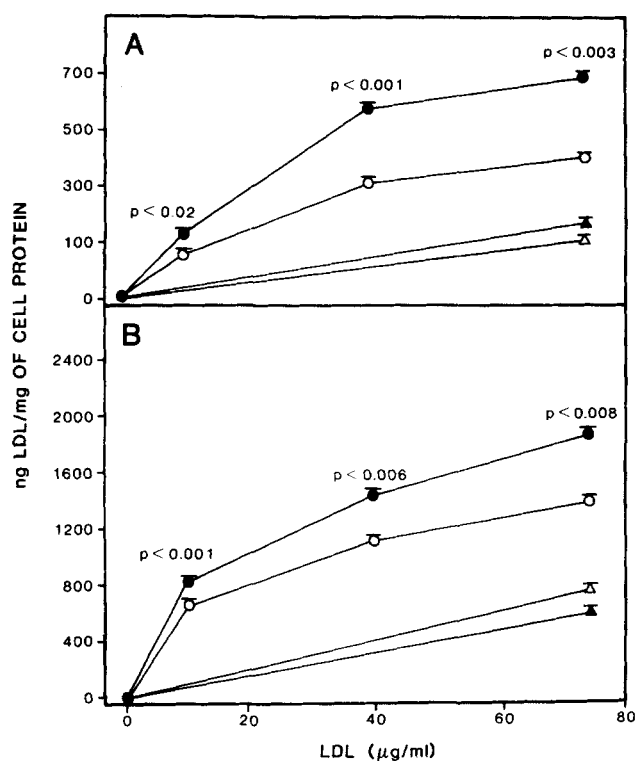 A
700
500
300
100
0
p < 0.02
p < 0.001
p < 0.003
B
2400
2000
1600
1200
800
400
0
p < 0.001
p < 0.006
p < 0.008
0
20
40
60
80
LDL (µg/ml)
ng LDL/mg OF CELL PROTEIN